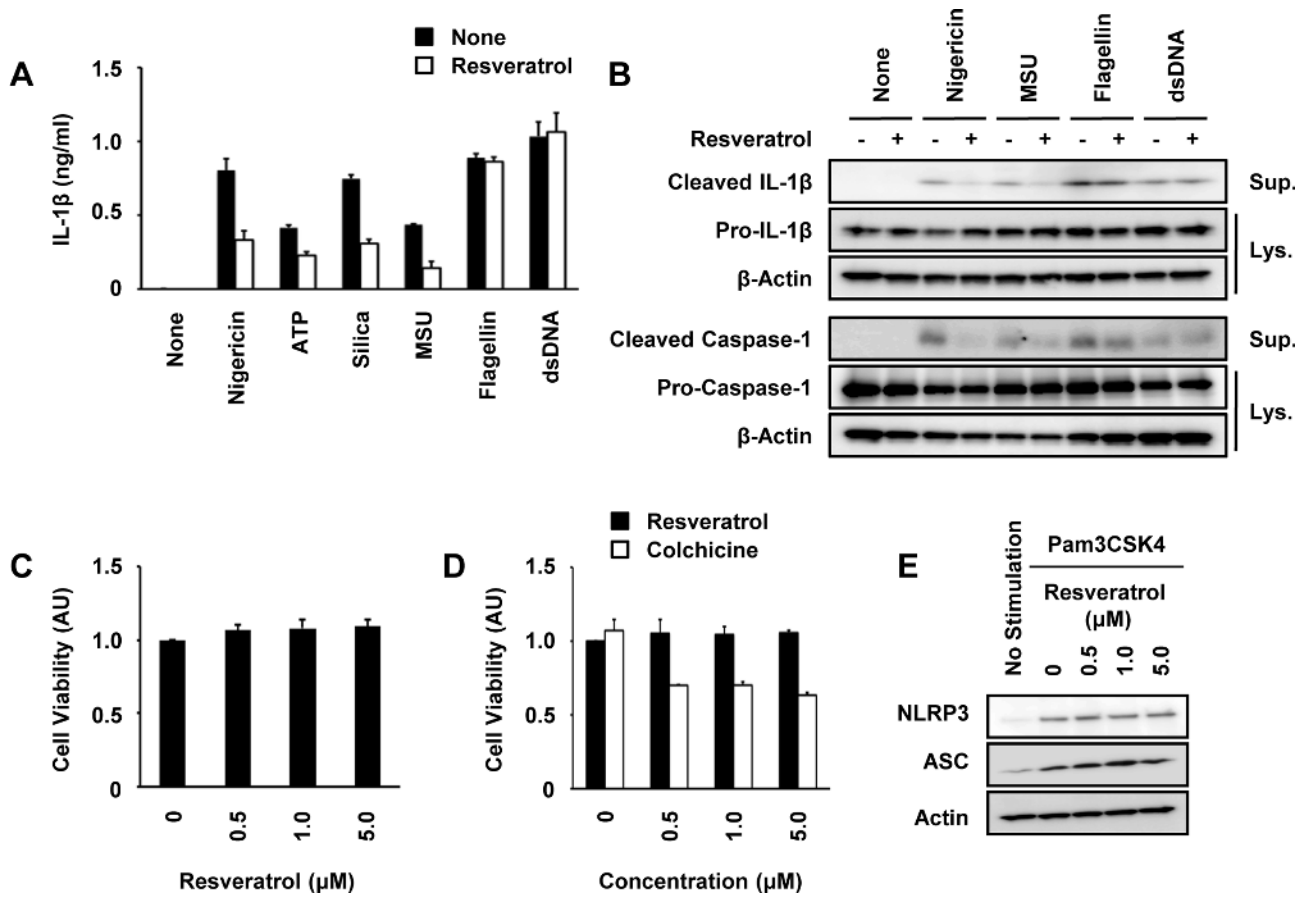 A
None
Resveratrol
IL-1β (ng/ml)
1.5
1.0
0.5
0
None
Nigericin
ATP
Silica
MSU
Flagellin
dsDNA
B
None
Nigericin
MSU
Flagellin
dsDNA
Resveratrol - + - + - + - + - +
Cleaved IL-1β Sup.
Pro-IL-1β
Lys.
β-Actin
Cleaved Caspase-1 Sup.
Pro-Caspase-1
Lys.
β-Actin
C
Cell Viability (AU)
1.5
1.0
0.5
0
0 0.5 1.0 5.0
Resveratrol (μM)
D
Resveratrol
Colchicine
Cell Viability (AU)
1.5
1.0
0.5
0
0 0.5 1.0 5.0
Concentration (μM)
E
No Stimulation
Pam3CSK4
Resveratrol
(μM)
0 0.5 1.0 5.0
NLRP3
ASC
Actin